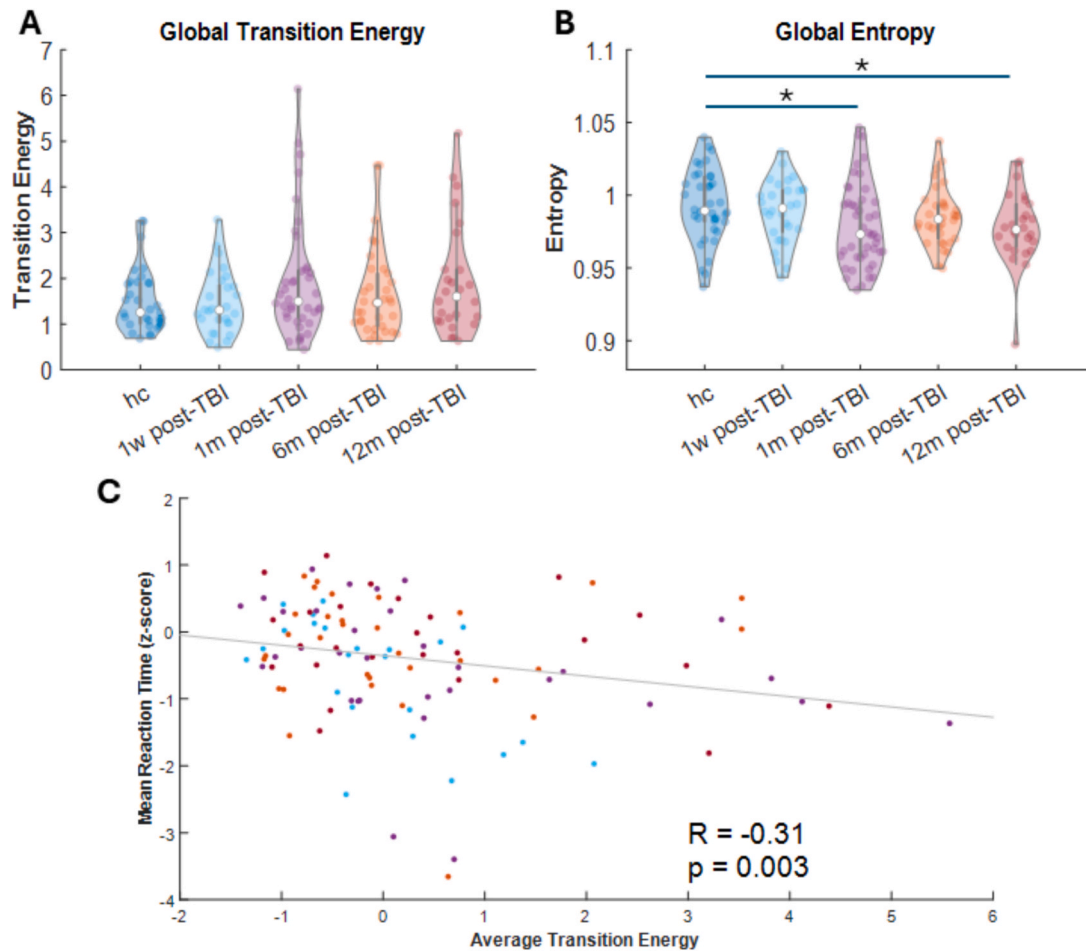 A
Global Transition Energy
Transition Energy
7
6
5
4
3
2
1
0
hc
1w post-TBI
1m post-TBI
6m post-TBI
12m post-TBI
B
Global Entropy
Entropy
1.1
1.05
1
0.95
0.9
*
*
hc
1w post-TBI
1m post-TBI
6m post-TBI
12m post-TBI
C
Mean Reaction Time (z-score)
2
1
0
-1
-2
-3
-4
R = -0.31
p = 0.003
-2 -1 0 1 2 3 4 5 6
Average Transition Energy